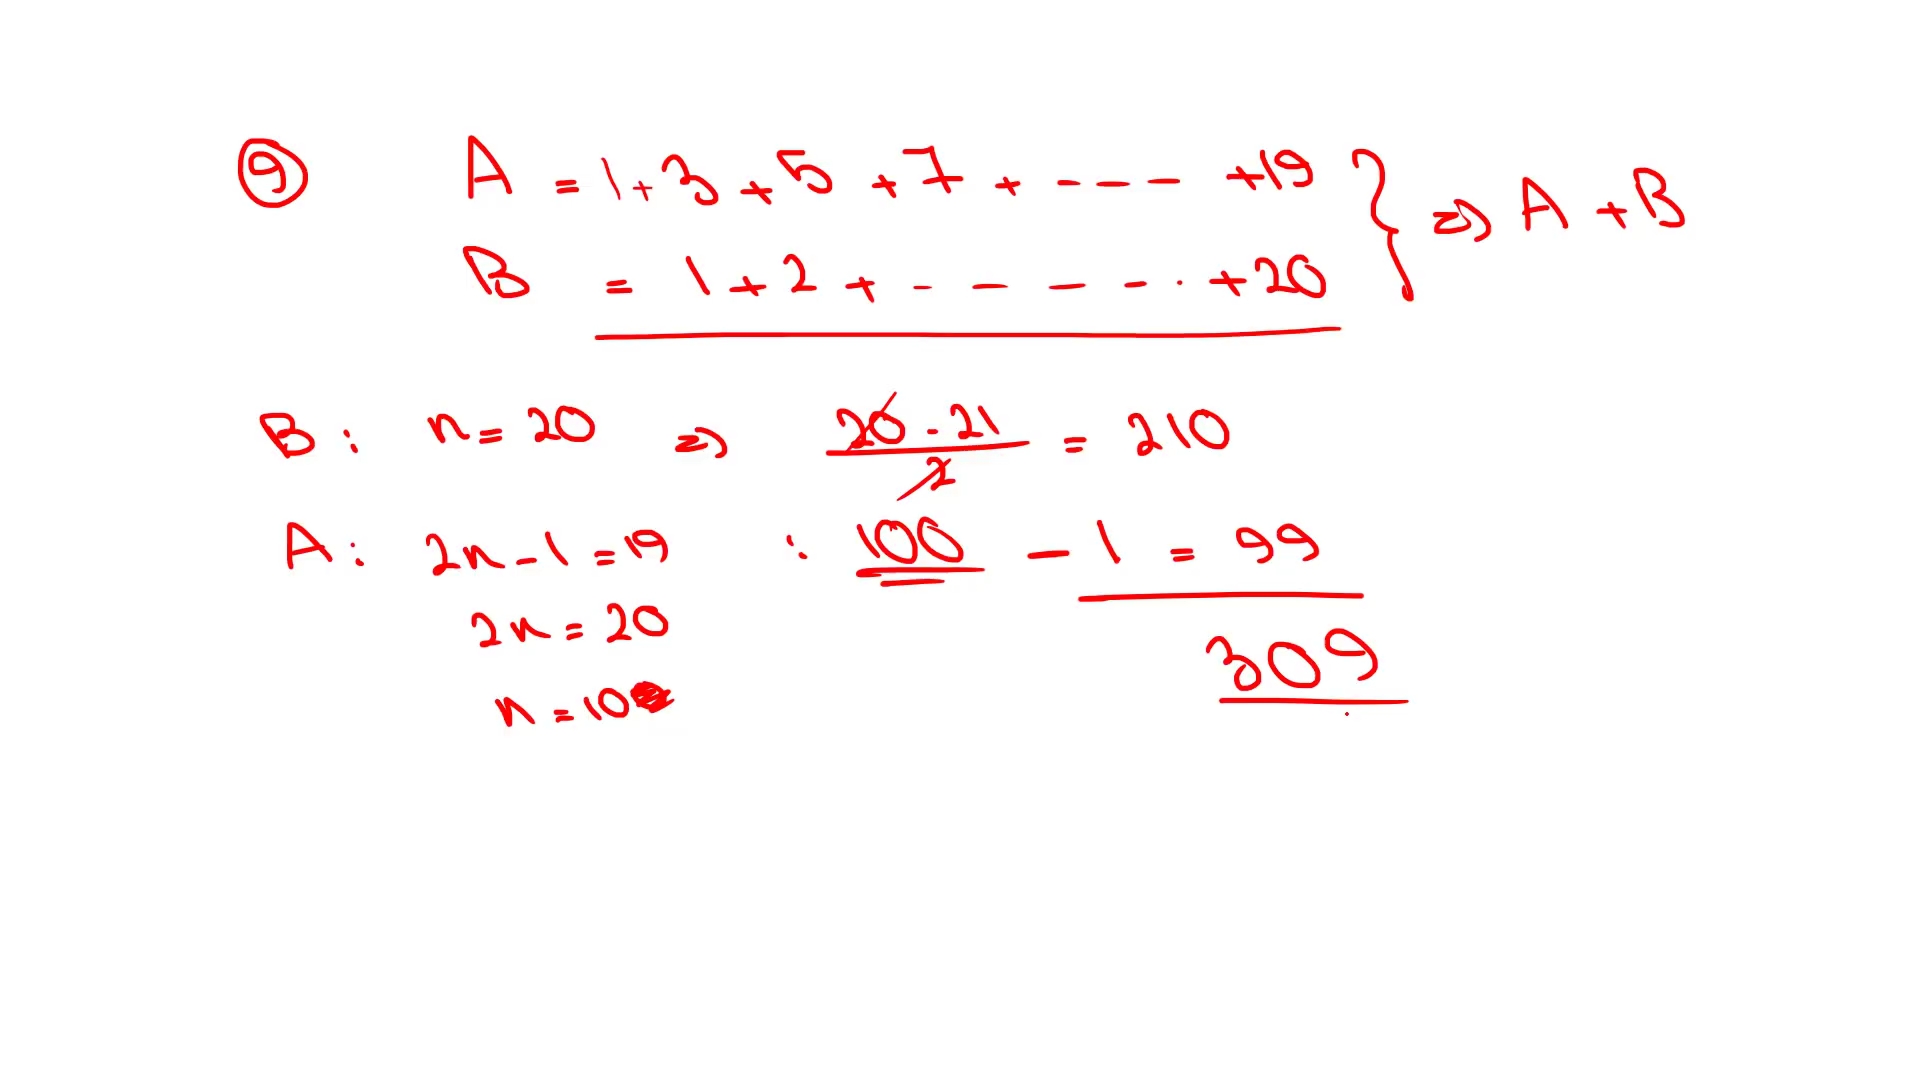 9 A = 1 + 3 + 5 + 7 + ---- + 19 } ⇒ A + B
B = 1 + 2 + ----. + 20
B: n = 20 ⇒ 20 · 21 / 2 = 210
A: 2n - 1 = 19 : 100 - 1 = 99
2n = 20
309
n = 10